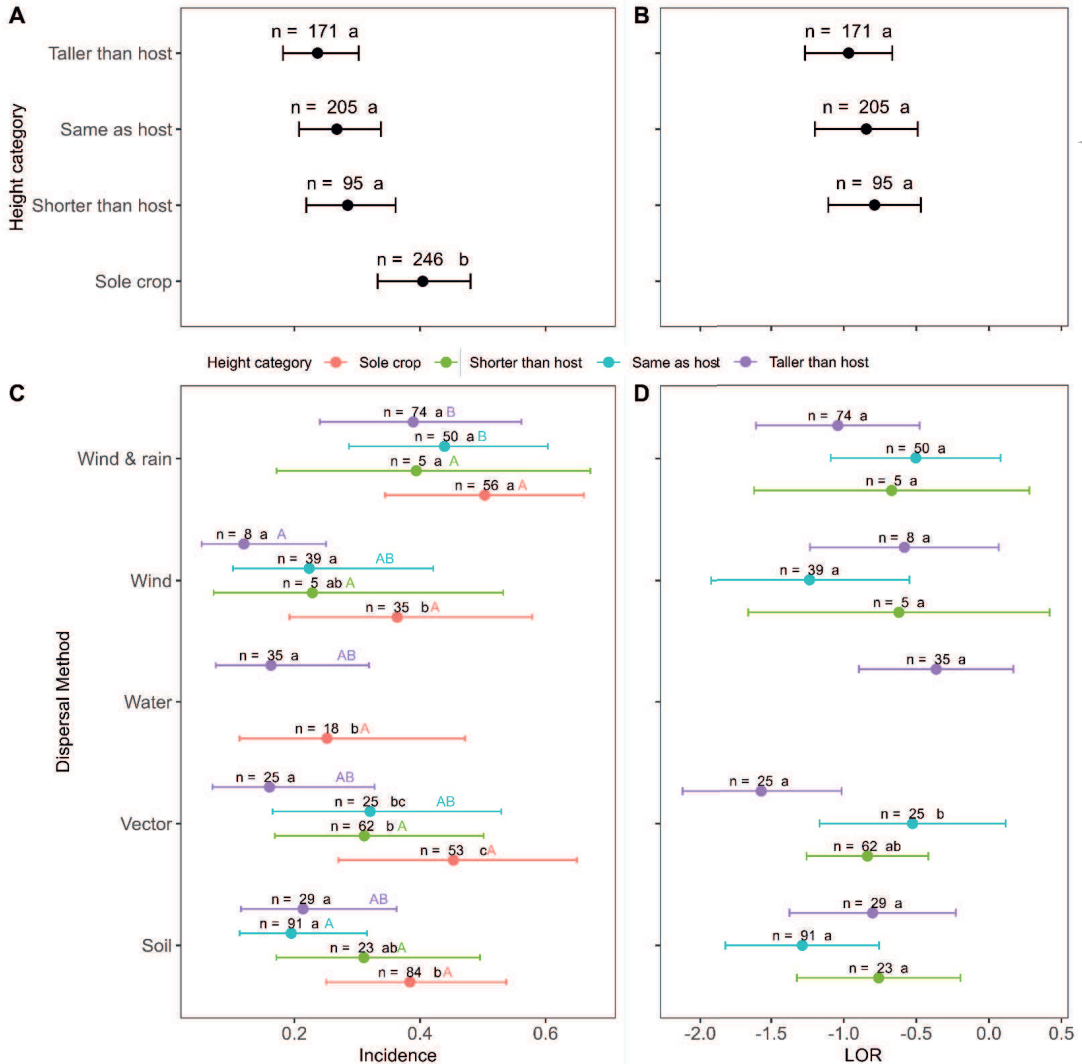 A
B
n = 171 a
n = 171 a
Taller than host
n = 205 a
n = 205 a
Same as host
n = 95 a
n = 95 a
Shorter than host
n = 246 b
Sole crop
Height category
Height category Sole crop Shorter than host Same as host Taller than host
C
D
n = 74 a B
n = 74 a
n = 50 a B
n = 50 a
Wind & rain
n = 5 a A
n = 5 a
n = 56 a A
n = 8 a A
n = 8 a
n = 39 a AB
n = 39 a
Wind
n = 5 ab A
n = 5 a
n = 35 b A
n = 35 a AB
n = 35 a
Water
n = 18 b A
n = 25 a AB
n = 25 a
n = 25 bc AB
n = 25 b
Vector
n = 62 b A
n = 62 ab
n = 53 c A
n = 29 a AB
n = 29 a
n = 91 a A
n = 91 a
Soil
n = 23 ab A
n = 23 a
n = 84 b A
Dispersal Method
0.2 0.4 0.6
-2.0 -1.5 -1.0 -0.5 0.0 0.5
Incidence
LOR